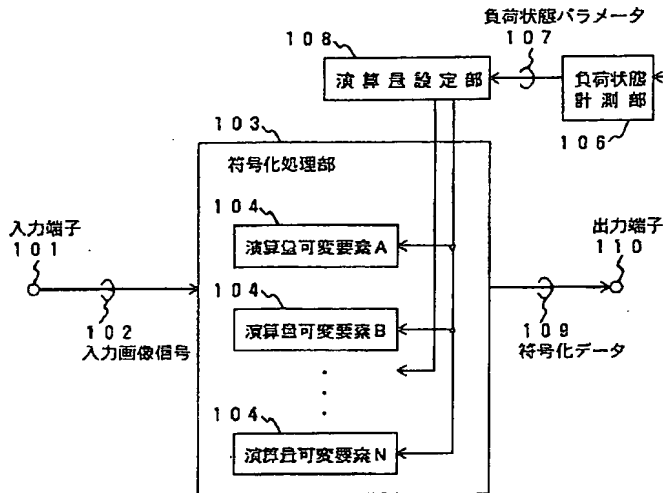 負荷状態パラメータ
107
108
演算量設定部
負荷状態
計測部
106
103
符号化処理部
104
演算量可変要素A
入力端子
101
出力端子
110
104
演算量可変要素B
102
入力画像信号
109
符号化データ
104
演算量可変要素N